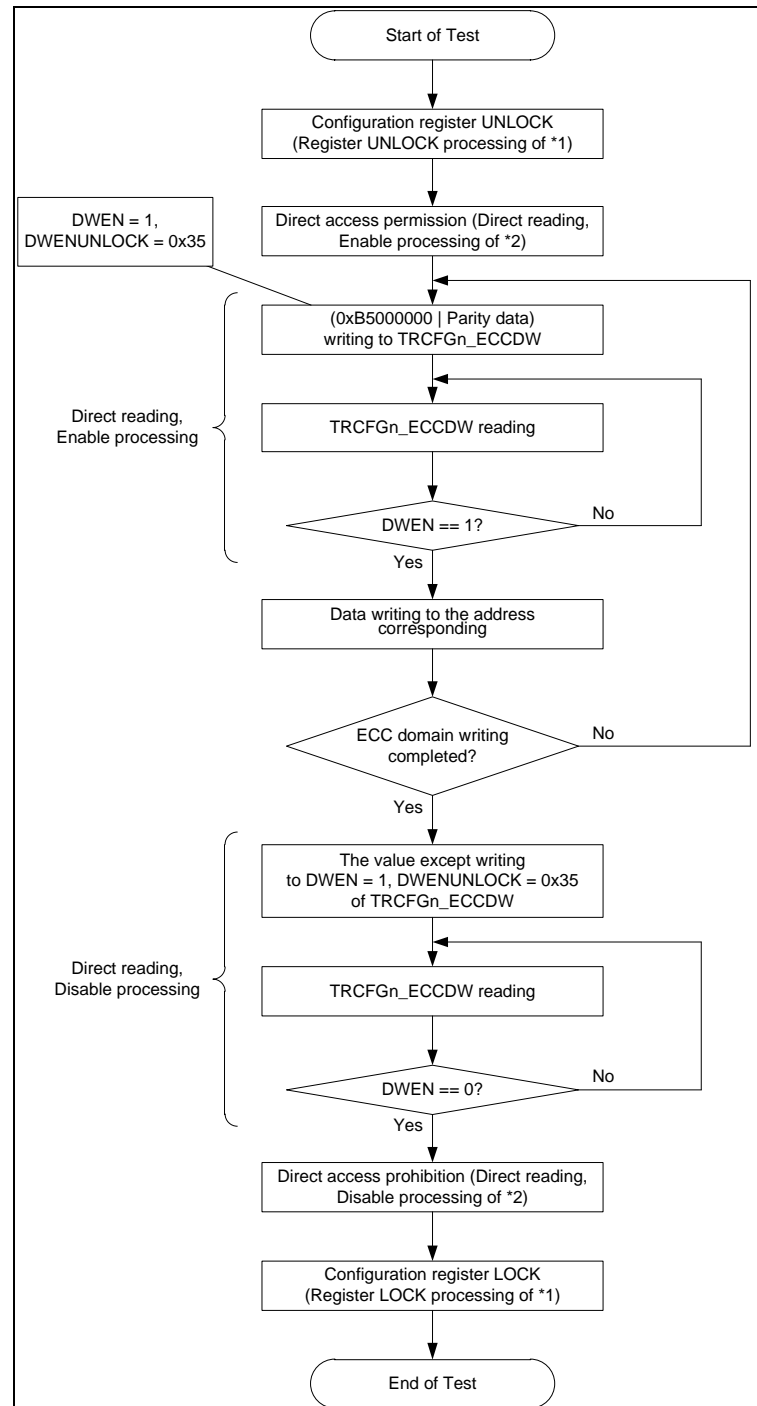 Start of Test
Configuration register UNLOCK
(Register UNLOCK processing of *1)
DWEN = 1,
DWENUNLOCK = 0x35
Direct access permission (Direct reading,
Enable processing of *2)
(0xB5000000 | Parity data)
writing to TRCFGn_ECCDW
Direct reading,
Enable processing
TRCFGn_ECCDW reading
DWEN == 1?
No
Yes
Data writing to the address
corresponding
ECC domain writing
completed?
No
Yes
The value except writing
to DWEN = 1, DWENUNLOCK = 0x35
of TRCFGn_ECCDW
Direct reading,
Disable processing
TRCFGn_ECCDW reading
DWEN == 0?
No
Yes
Direct access prohibition (Direct reading,
Disable processing of *2)
Configuration register LOCK
(Register LOCK processing of *1)
End of Test